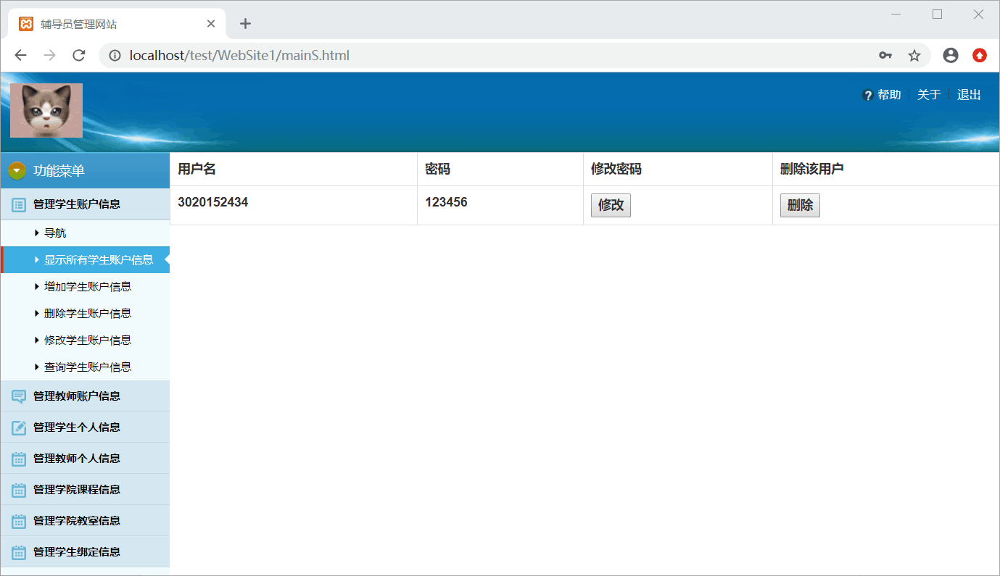 辅导员管理网站
localhost/test/WebSite1/mainS.html
帮助 关于 退出
功能菜单
管理学生账户信息
导航
显示所有学生账户信息
增加学生账户信息
删除学生账户信息
修改学生账户信息
查询学生账户信息
管理教师账户信息
管理学生个人信息
管理教师个人信息
管理学院课程信息
管理学院教室信息
管理学生绑定信息
用户名 密码 修改密码 删除该用户
3020152434 123456 修改 删除